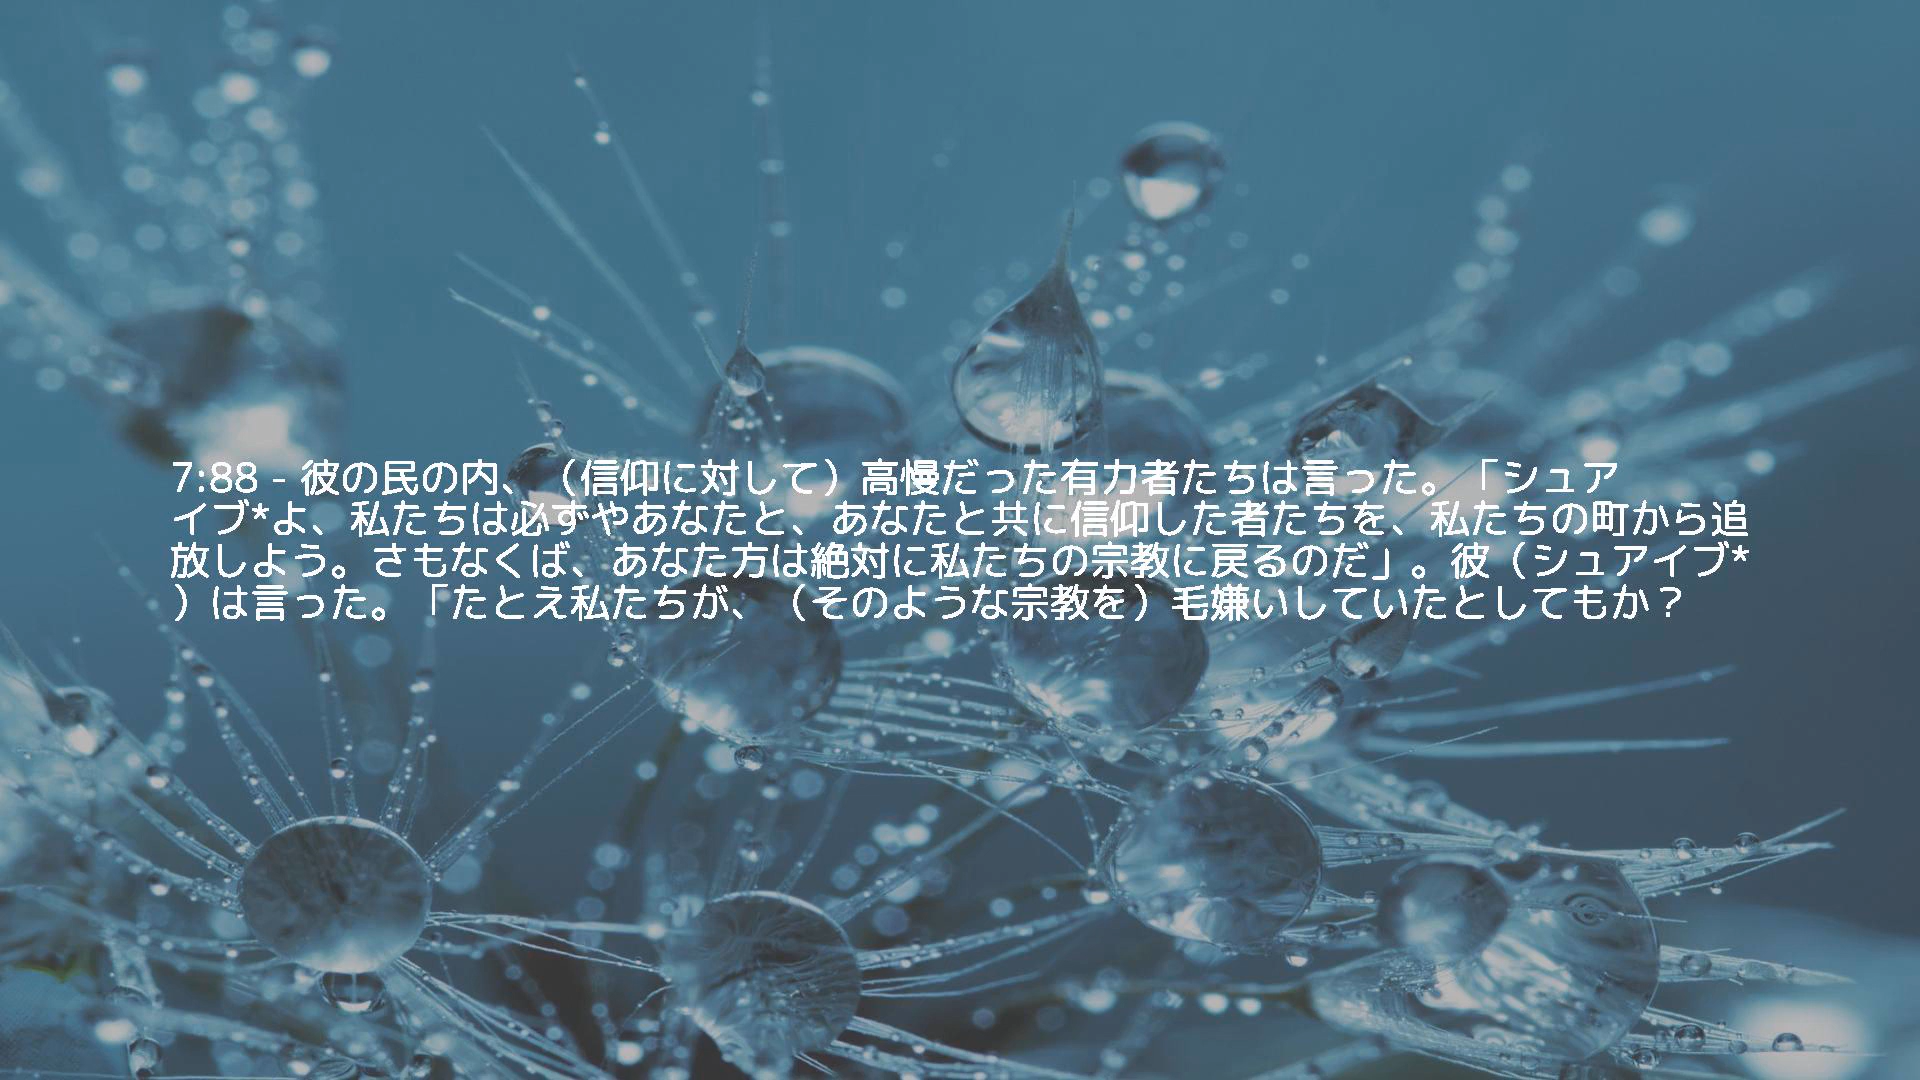 7:88 - 彼の民の内、（信仰に対して）高慢だった有力者たちは言った。「シュア
イブ*よ、私たちは必ずやあなたと、あなたと共に信仰した者たちを、私たちの町から追
放しよう。さもなくば、あなた方は絶対に私たちの宗教に戻るのだ」。彼（シュアイブ*
）は言った。「たとえ私たちが、（そのような宗教を）毛嫌いしていたとしてもか？